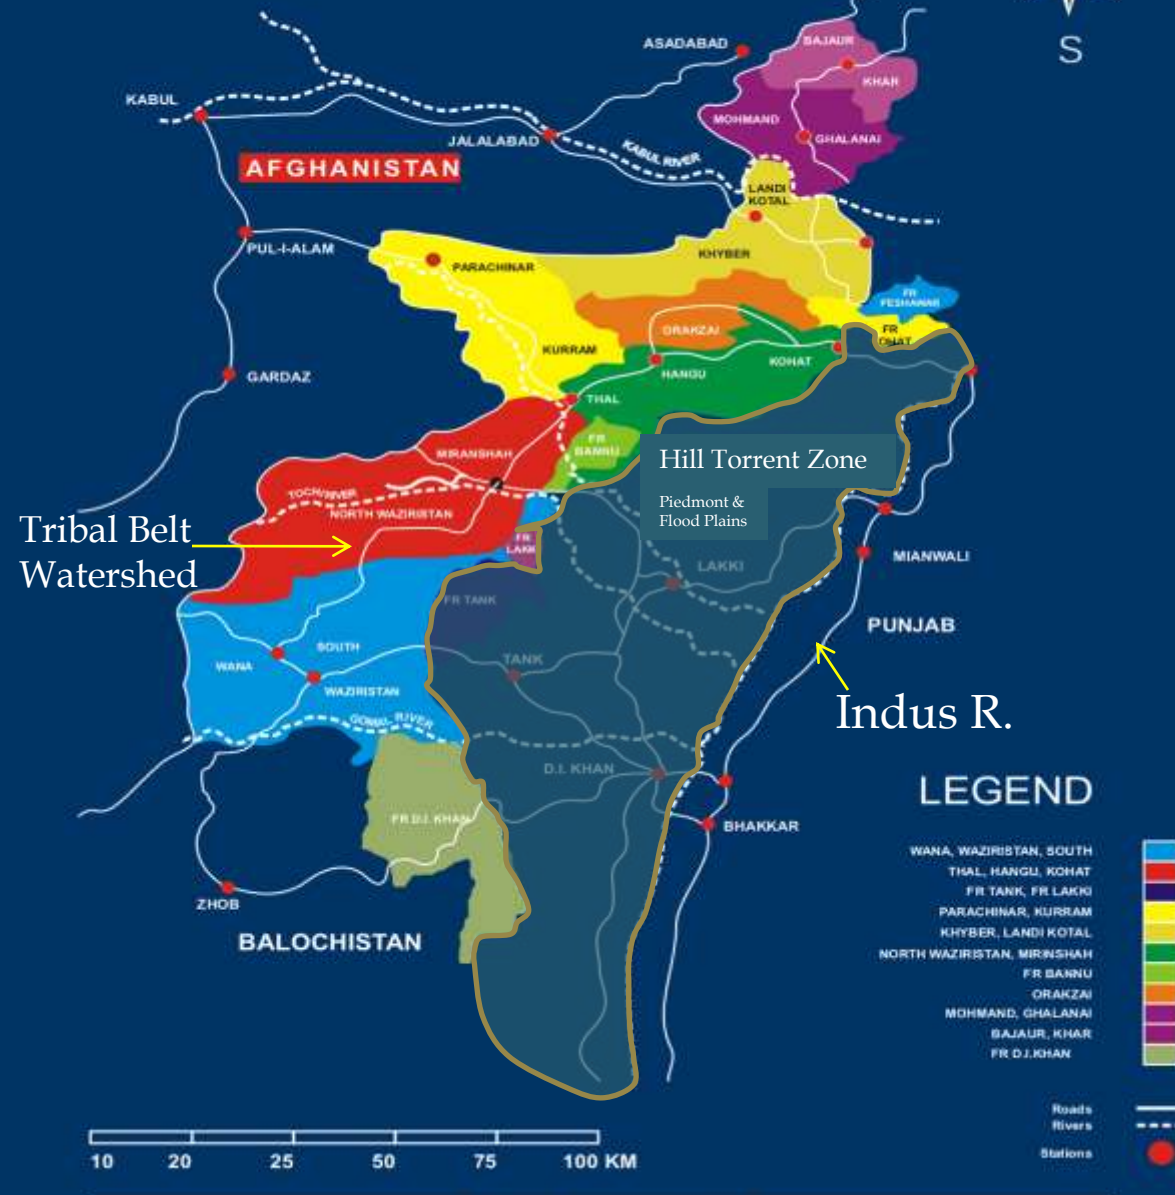 S
ASADABAD
BAJAUR
KHAR
KABUL
MOHMAND
JALALABAD
GHALANAI
KABUL RIVER
AFGHANISTAN
LANDI
KOTAL
PUL-I-ALAM
KHYBER
PARACHINAR
FR
PESHAWAR
ORAKZAI
FR
OHAT
KURRAM
KOHAT
HANGU
GARDAZ
THAL
FR
BANNU
MIRANSHAH
Hill Torrent Zone
Piedmont &
Flood Plains
TOCHI RIVER
NORTH WAZIRISTAN
Tribal Belt
Watershed
FR
LAKKI
MIANWALI
LAKKI
FR TANK
PUNJAB
SOUTH
WANA
TANK
WAZIRISTAN
Indus R.
GOMAL RIVER
D.I. KHAN
LEGEND
FR D.I. KHAN
BHAKKAR
WANA, WAZIRISTAN, SOUTH
THAL, HANGU, KOHAT
FR TANK, FR LAKKI
PARACHINAR, KURRAM
KHYBER, LANDI KOTAL
NORTH WAZIRISTAN, MIRINSHAH
FR BANNU
ORAKZAI
MOHMAND, GHALANAI
BAJAUR, KHAR
FR D.I.KHAN
ZHOB
BALOCHISTAN
Roads
Rivers
Stations
10 20 25 50 75 100 KM